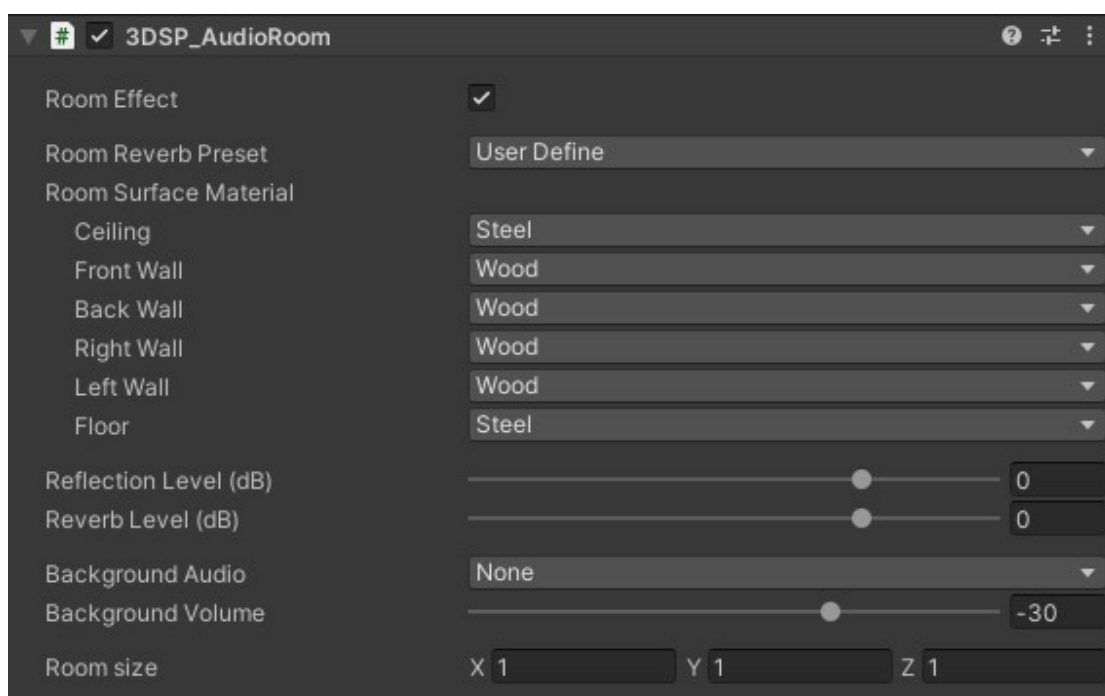 # 3DSP_AudioRoom ?
Room Effect
Room Reverb Preset User Define
Room Surface Material
Ceiling Steel
Front Wall Wood
Back Wall Wood
Right Wall Wood
Left Wall Wood
Floor Steel
Reflection Level (dB) 0
Reverb Level (dB) 0
Background Audio None
Background Volume -30
Room size X 1 Y 1 Z 1